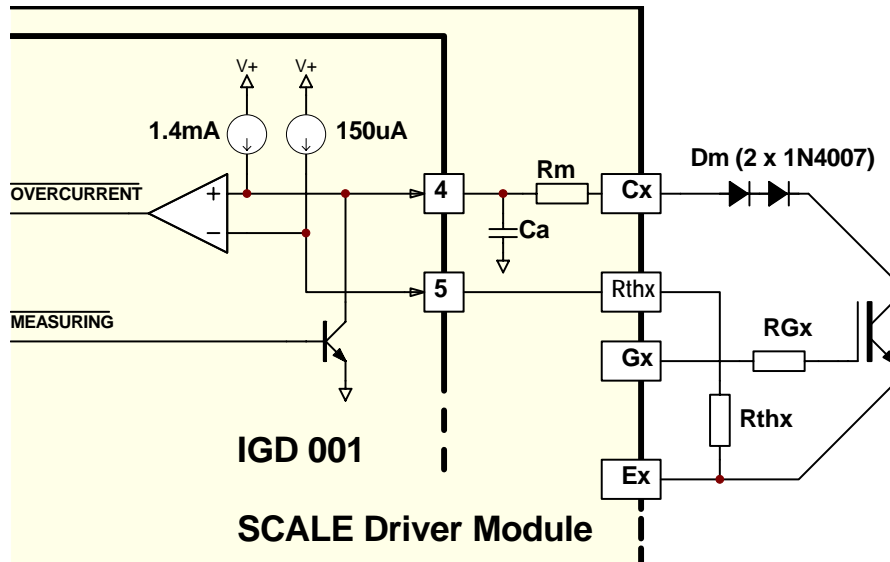 V+ V+
1.4mA 150uA
Dm (2 x 1N4007)
OVERCURRENT + 4 Rm Cx
− Ca
5 Rthx
MEASURING
RGx
Gx
Rthx
IGD 001
Ex
SCALE Driver Module